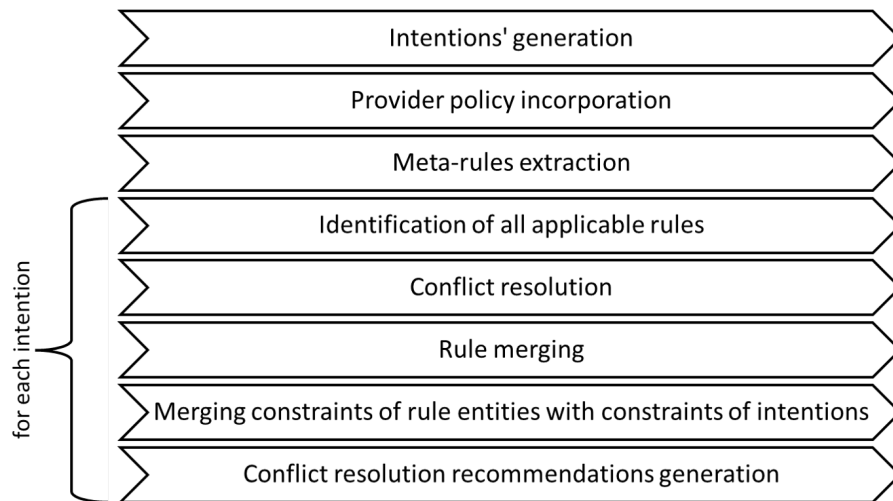 Intentions' generation
Provider policy incorporation
Meta-rules extraction
for each intention
Identification of all applicable rules
Conflict resolution
Rule merging
Merging constraints of rule entities with constraints of intentions
Conflict resolution recommendations generation